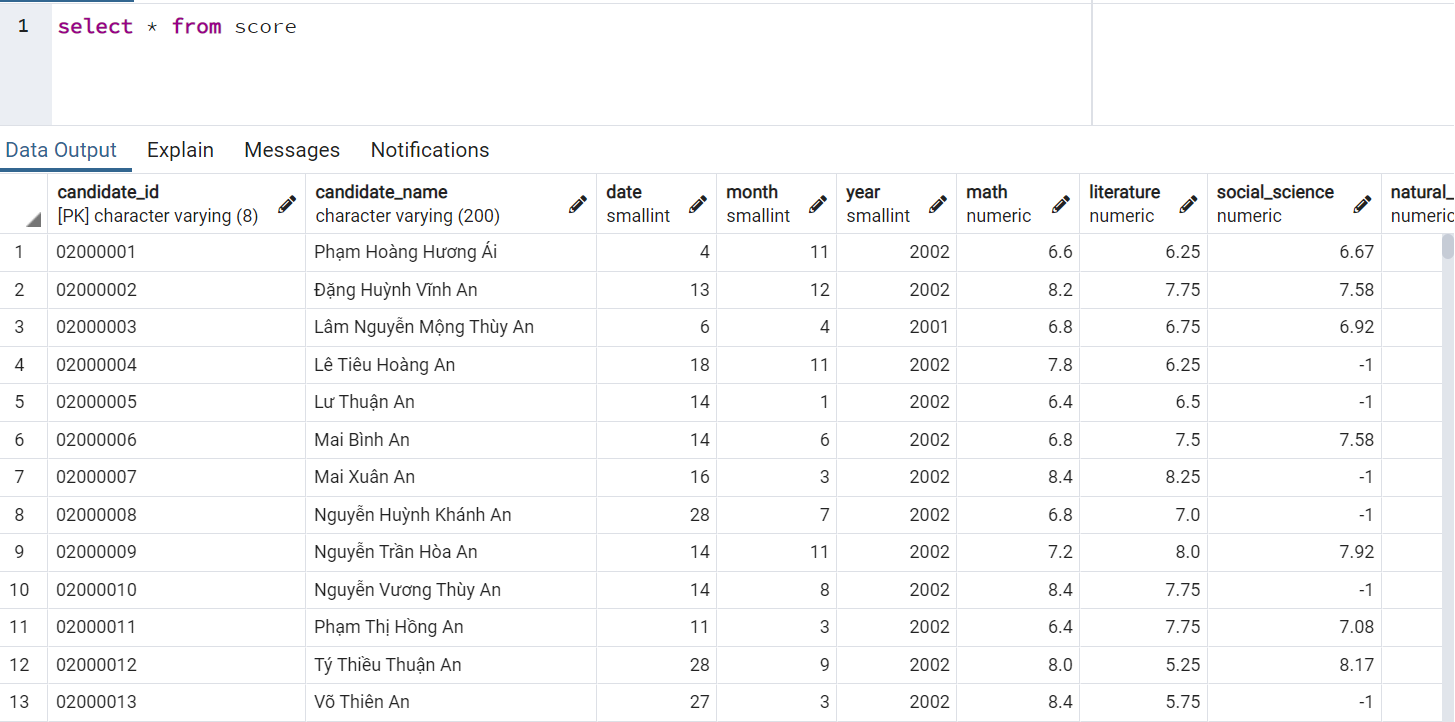 1 select * from score
Data Output Explain Messages Notifications
candidate_id candidate_name date month year math literature social_science natural_
[PK] character varying (8) character varying (200) smallint smallint smallint numeric numeric numeric numeric
1 02000001 Phạm Hoàng Hương Ái 4 11 2002 6.6 6.25 6.67
2 02000002 Đặng Huỳnh Vĩnh An 13 12 2002 8.2 7.75 7.58
3 02000003 Lâm Nguyễn Mộng Thùy An 6 4 2001 6.8 6.75 6.92
4 02000004 Lê Tiêu Hoàng An 18 11 2002 7.8 6.25 -1
5 02000005 Lư Thuận An 14 1 2002 6.4 6.5 -1
6 02000006 Mai Bình An 14 6 2002 6.8 7.5 7.58
7 02000007 Mai Xuân An 16 3 2002 8.4 8.25 -1
8 02000008 Nguyễn Huỳnh Khánh An 28 7 2002 6.8 7.0 -1
9 02000009 Nguyễn Trần Hòa An 14 11 2002 7.2 8.0 7.92
10 02000010 Nguyễn Vương Thùy An 14 8 2002 8.4 7.75 -1
11 02000011 Phạm Thị Hồng An 11 3 2002 6.4 7.75 7.08
12 02000012 Tý Thiều Thuận An 28 9 2002 8.0 5.25 8.17
13 02000013 Võ Thiên An 27 3 2002 8.4 5.75 -1